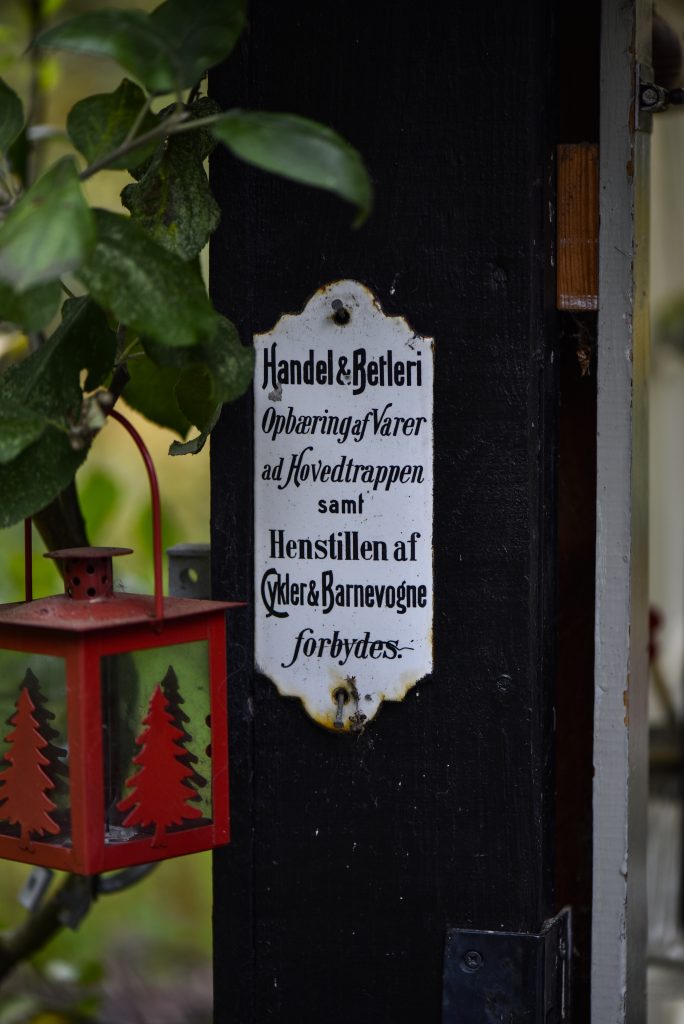 Handel & Betleri
Opbæring af Varer
ad Hovedtrappen
samt
Henstillen af
Cykler & Barnevogne
forbydes.